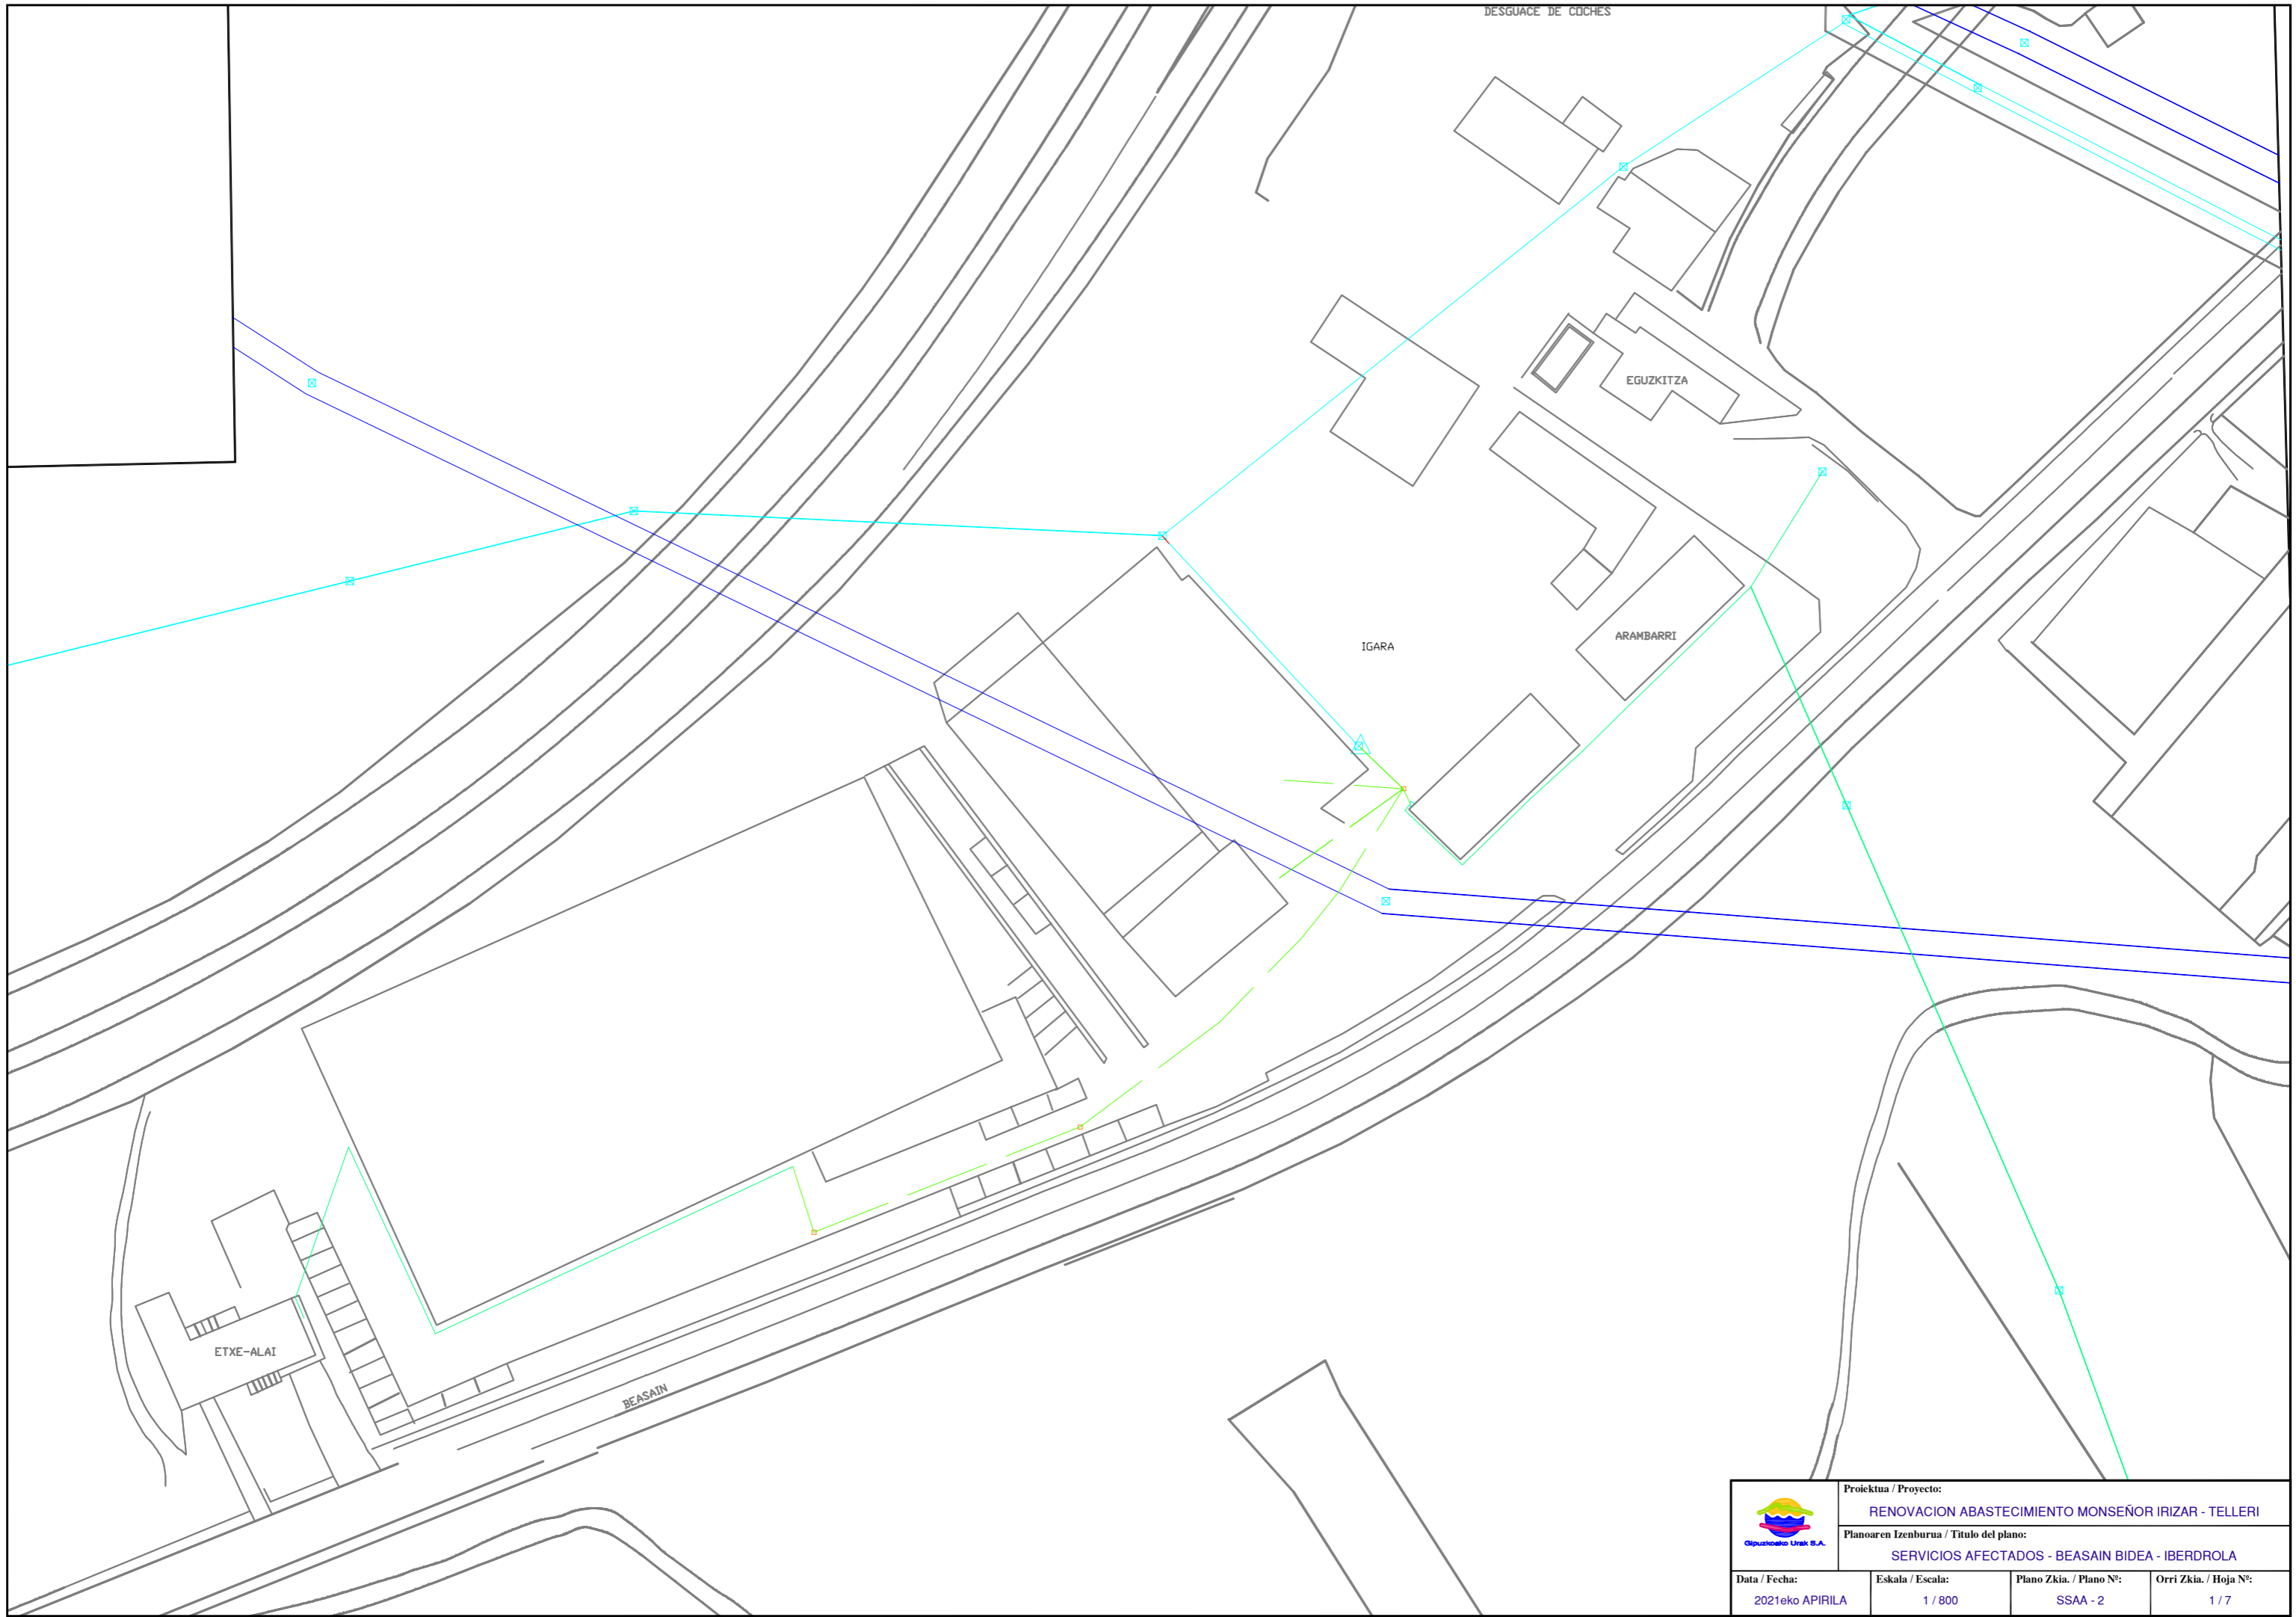 DESGUACE DE COCHES
EGUZKITZA
ARAMBARRI
IGARA
ETXE-ALAI
BEASAIN
Gipuzkoako Urak S.A.
Proiektua / Proyecto:
RENOVACION ABASTECIMIENTO MONSEÑOR IRIZAR - TELLERI
Planoaren Izenburua / Titulo del plano:
SERVICIOS AFECTADOS - BEASAIN BIDEA - IBERDROLA
Data / Fecha:
2021eko APIRILA
Eskala / Escala:
1 / 800
Plano Zkia. / Plano Nº:
SSAA - 2
Orri Zkia. / Hoja Nº:
1 / 7